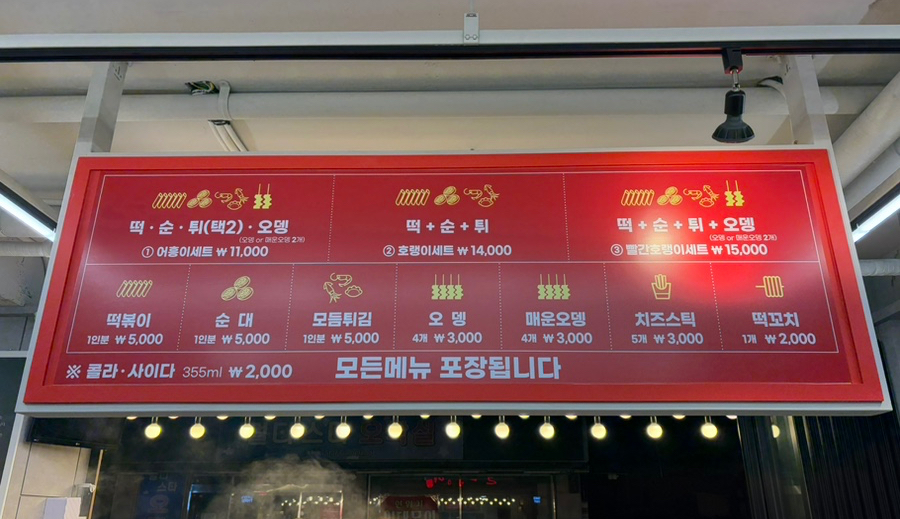 떡·순·튀(택2)·오뎅
(오뎅 or 매운오뎅 2개)
① 어흥이세트 ₩11,000
떡+순+튀
② 호랭이세트 ₩14,000
떡+순+튀+오뎅
(오뎅 or 매운오뎅 2개)
③ 빨간호랭이세트 ₩15,000
떡볶이
1인분 ₩5,000
순 대
1인분 ₩5,000
모듬튀김
1인분 ₩5,000
오 뎅
4개 ₩3,000
매운오뎅
4개 ₩3,000
치즈스틱
5개 ₩3,000
떡꼬치
1개 ₩2,000
※ 콜라·사이다 355ml ₩2,000
모든메뉴 포장됩니다